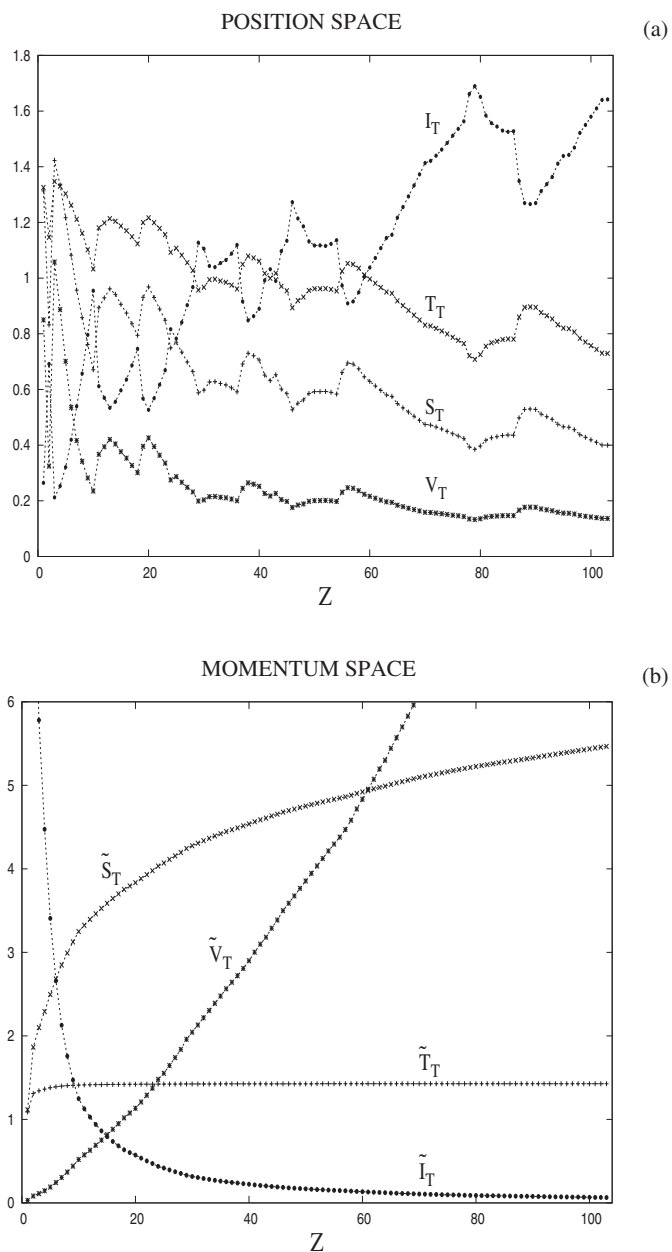 POSITION SPACE
(a)
1.8
1.6
1.4
1.2
1
0.8
0.6
0.4
0.2
0
I_T
T_T
S_T
V_T
0 20 40 60 80 100
Z
MOMENTUM SPACE
(b)
6
5
4
3
2
1
0
S̃_T
Ṽ_T
T̃_T
Ĩ_T
0 20 40 60 80 100
Z